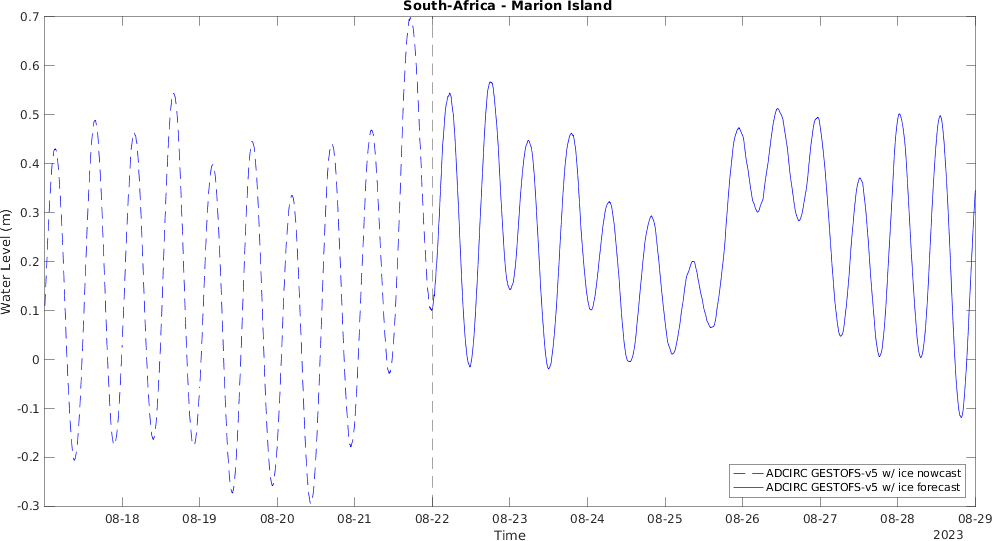 South-Africa - Marion Island
0.7
0.6
0.5
0.4
0.3
0.2
0.1
0
-0.1
-0.2
-0.3
Water Level (m)
ADCIRC GESTOFS-v5 w/ ice nowcast
ADCIRC GESTOFS-v5 w/ ice forecast
08-18 08-19 08-20 08-21 08-22 08-23 08-24 08-25 08-26 08-27 08-28 08-29
Time
2023